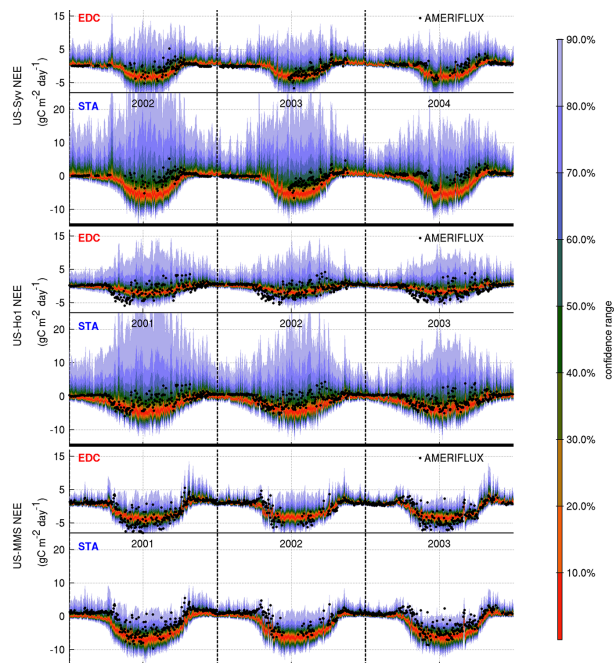 15
EDC
• AMERIFLUX
5
-5
2002
2003
2004
STA
20
10
0
-10
US-Syv NEE
(gC m-2 day-1)
15
EDC
• AMERIFLUX
5
-5
2001
2002
2003
STA
20
10
0
-10
US-Ho1 NEE
(gC m-2 day-1)
15
EDC
• AMERIFLUX
5
-5
2001
2002
2003
STA
20
10
0
-10
US-MMS NEE
(gC m-2 day-1)
90.0%
80.0%
70.0%
60.0%
50.0%
40.0%
30.0%
20.0%
10.0%
confidence range